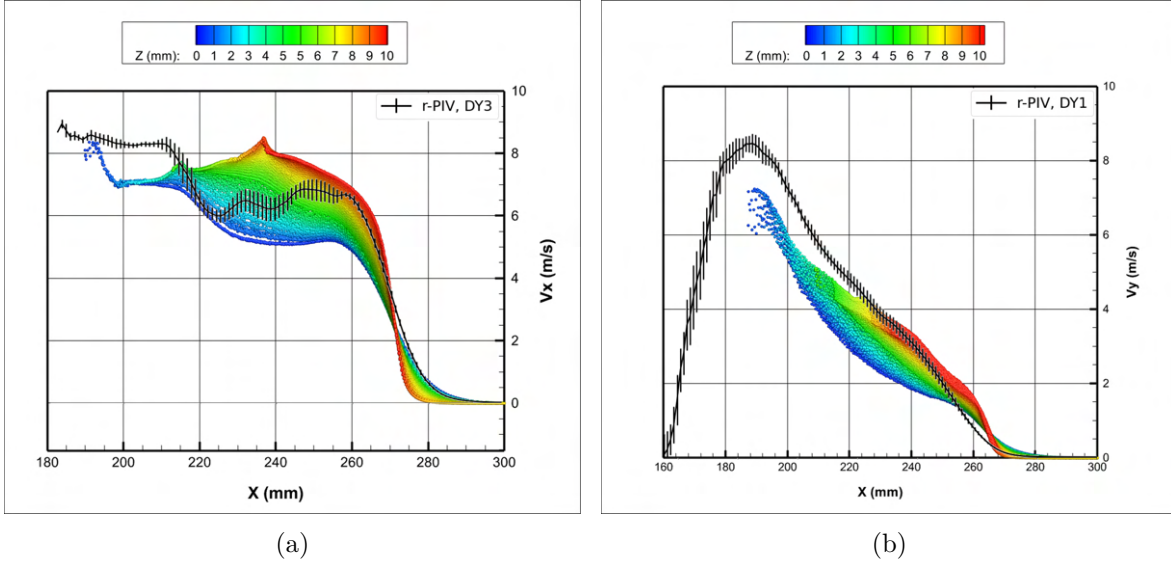 Z (mm): 0 1 2 3 4 5 6 7 8 9 10
r-PIV, DY3
10
8
6
4
2
0
Vx (m/s)
180 200 220 240 260 280 300
X (mm)
(a)
Z (mm): 0 1 2 3 4 5 6 7 8 9 10
r-PIV, DY1
10
8
6
4
2
0
Vy (m/s)
160 180 200 220 240 260 280 300
X (mm)
(b)